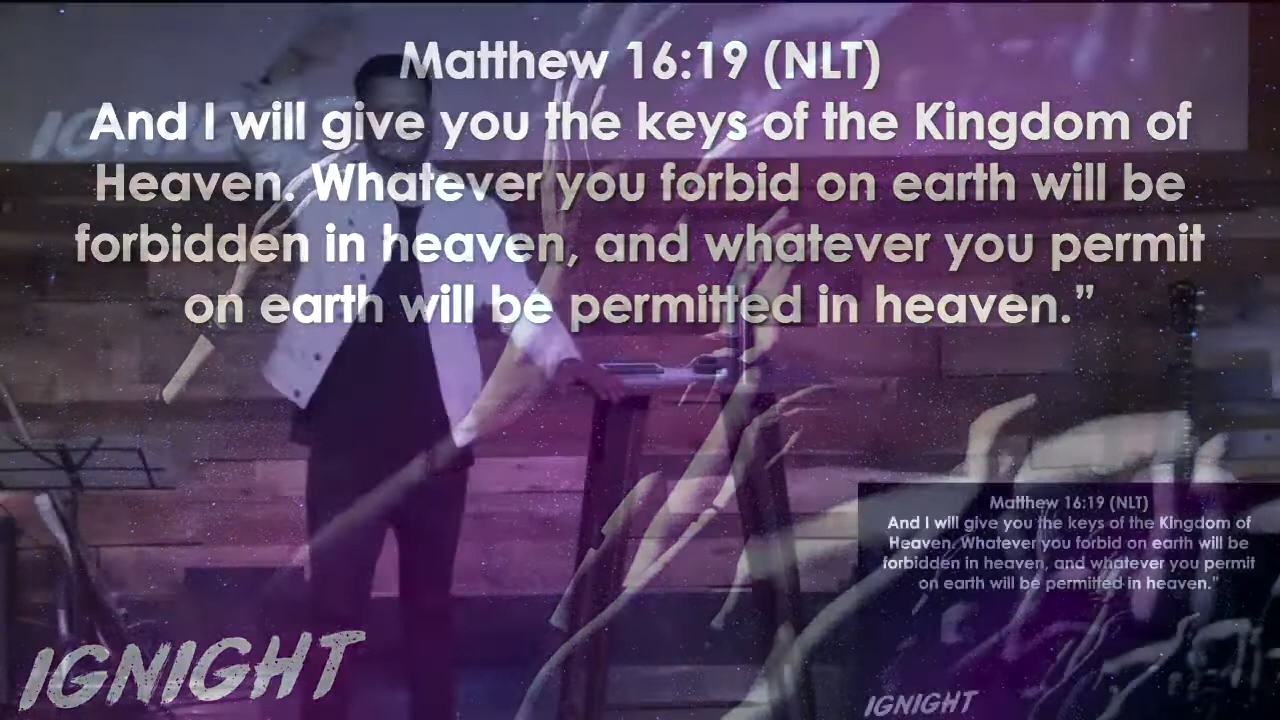 Matthew 16:19 (NLT)
And I will give you the keys of the Kingdom of
Heaven. Whatever you forbid on earth will be
forbidden in heaven, and whatever you permit
on earth will be permitted in heaven.”
Matthew 16:19 (NLT)
And I will give you the keys of the Kingdom of
Heaven. Whatever you forbid on earth will be
forbidden in heaven, and whatever you permit
on earth will be permitted in heaven.”
IGNIGHT
IGNIGHT